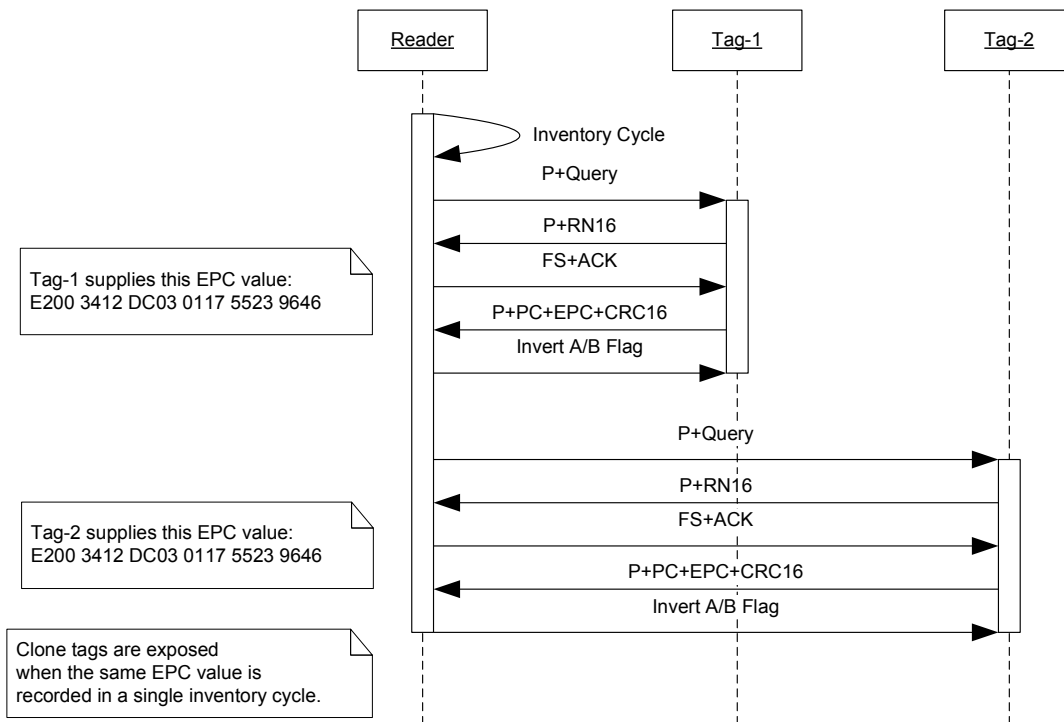 Reader
Tag-1
Tag-2
Inventory Cycle
P+Query
P+RN16
Tag-1 supplies this EPC value:
E200 3412 DC03 0117 5523 9646
FS+ACK
P+PC+EPC+CRC16
Invert A/B Flag
P+Query
P+RN16
Tag-2 supplies this EPC value:
E200 3412 DC03 0117 5523 9646
FS+ACK
P+PC+EPC+CRC16
Invert A/B Flag
Clone tags are exposed
when the same EPC value is
recorded in a single inventory cycle.